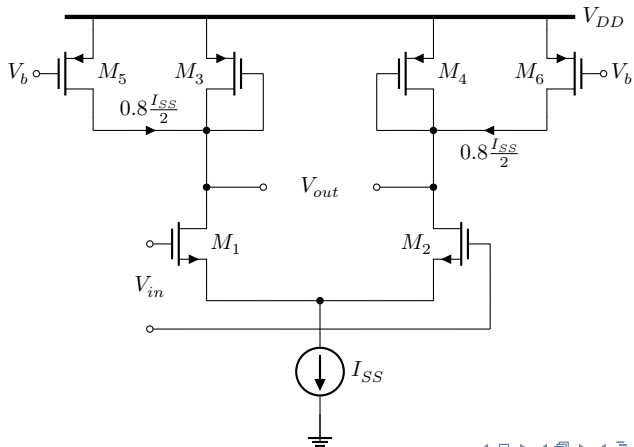 V_DD
V_b M_5 M_3 M_4 M_6 V_b
0.8 I_SS/2
0.8 I_SS/2
V_out
M_1 M_2
V_in
I_SS